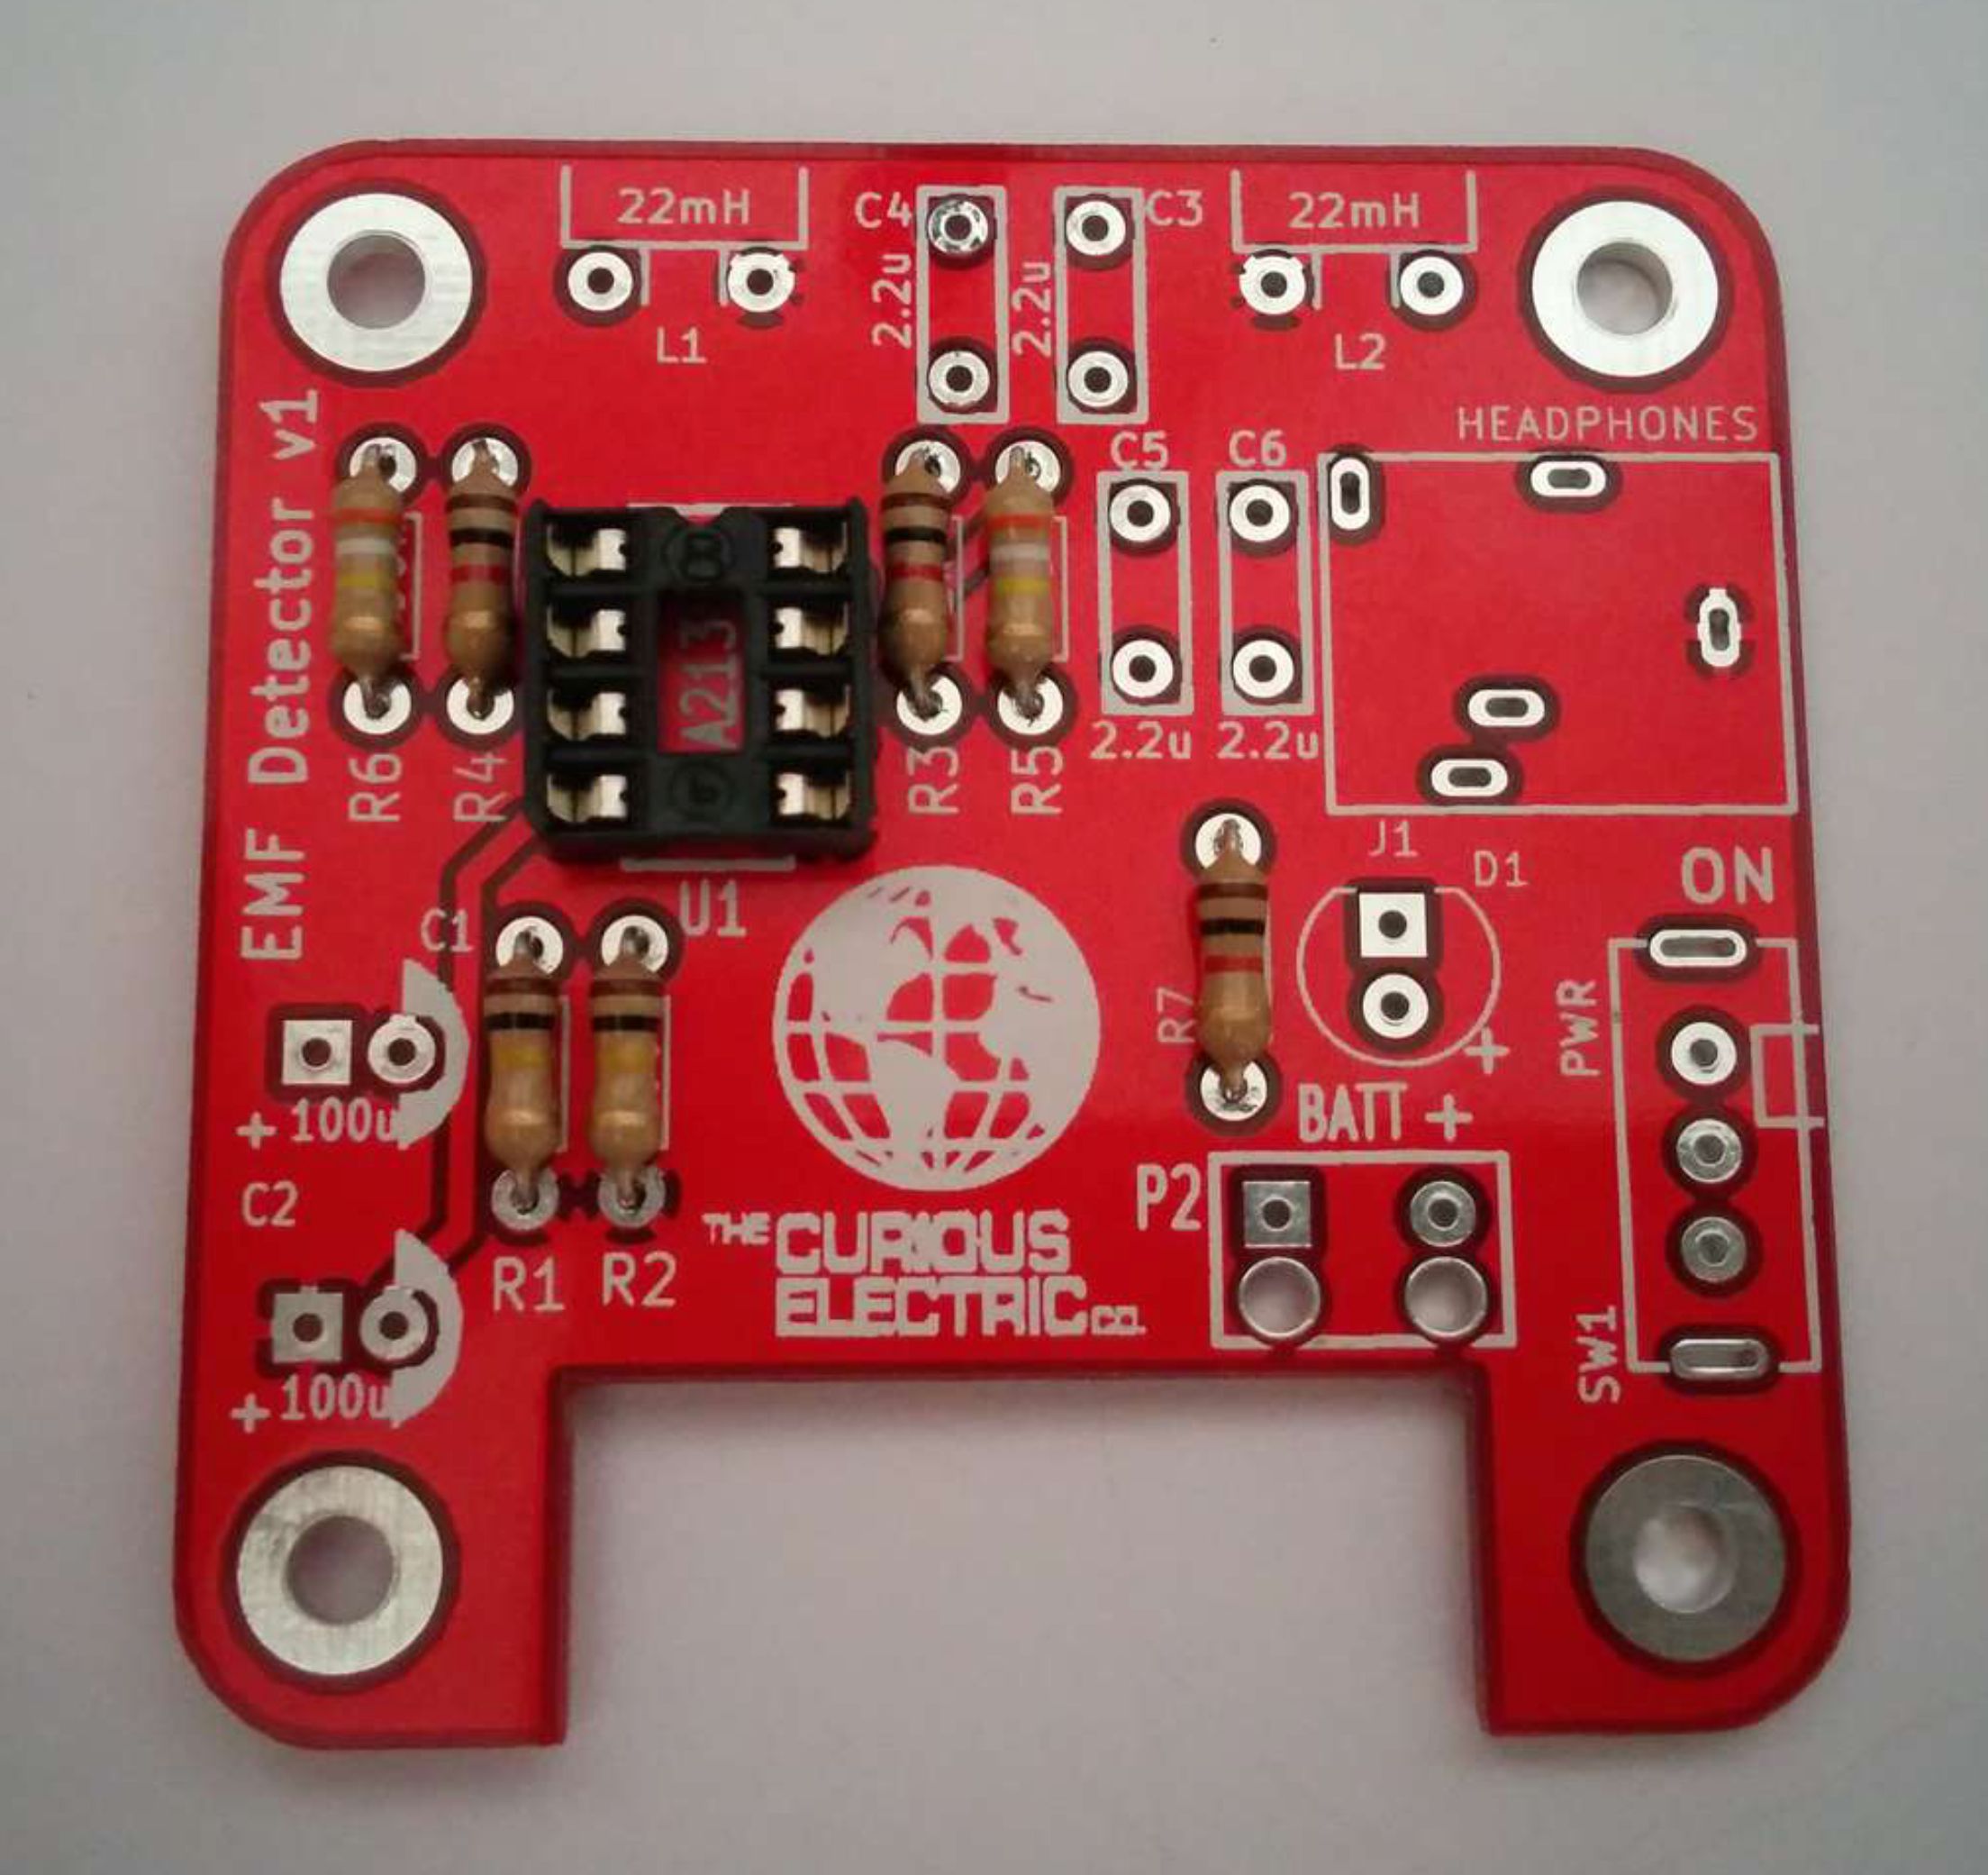 22mH
C4
C3
22mH
2.2u
2.2u
L1
L2
HEADPHONES
EMF Detector v1
C5
C6
A213
R6
R4
R3
R5
2.2u
2.2u
J1
D1
ON
U1
C1
R7
PWR
+
+ 100u
BATT +
C2
P2
THE CURIOUS
ELECTRIC CO.
R1
R2
SW1
+ 100u